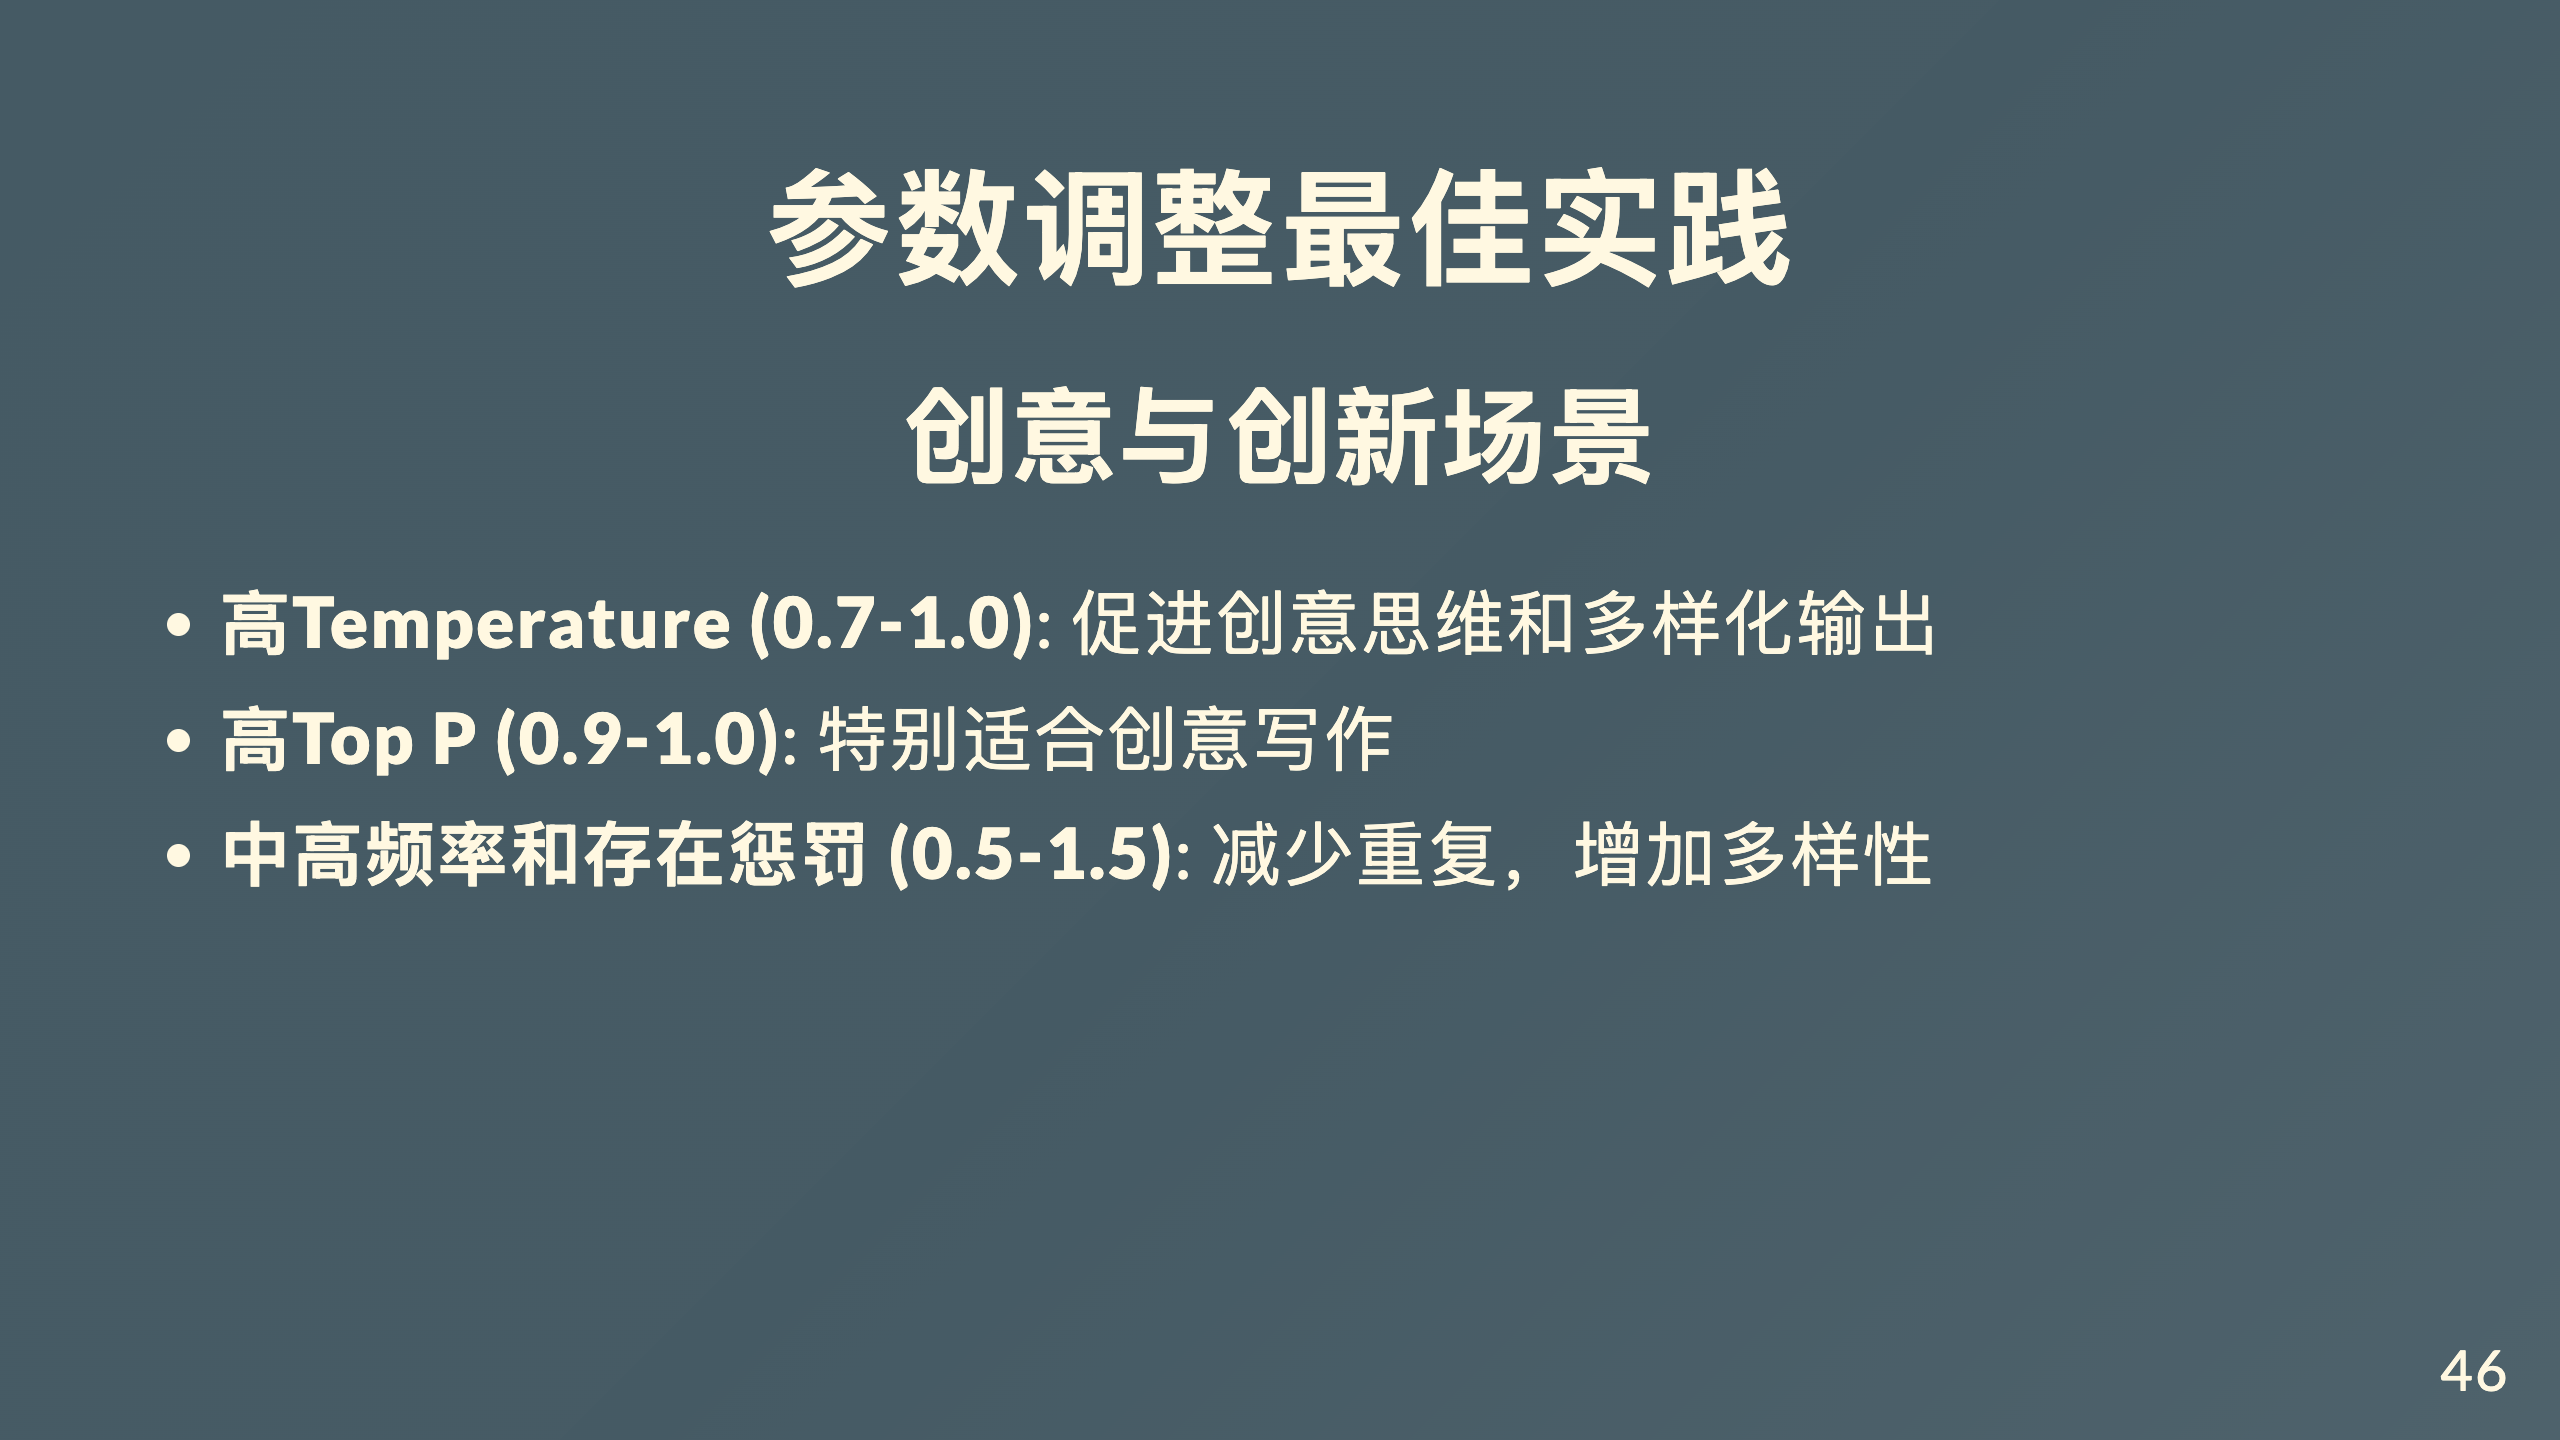 参数调整最佳实践
创意与创新场景
• 高Temperature (0.7-1.0): 促进创意思维和多样化输出
• 高Top P (0.9-1.0): 特别适合创意写作
• 中高频率和存在惩罚 (0.5-1.5): 减少重复，增加多样性
46